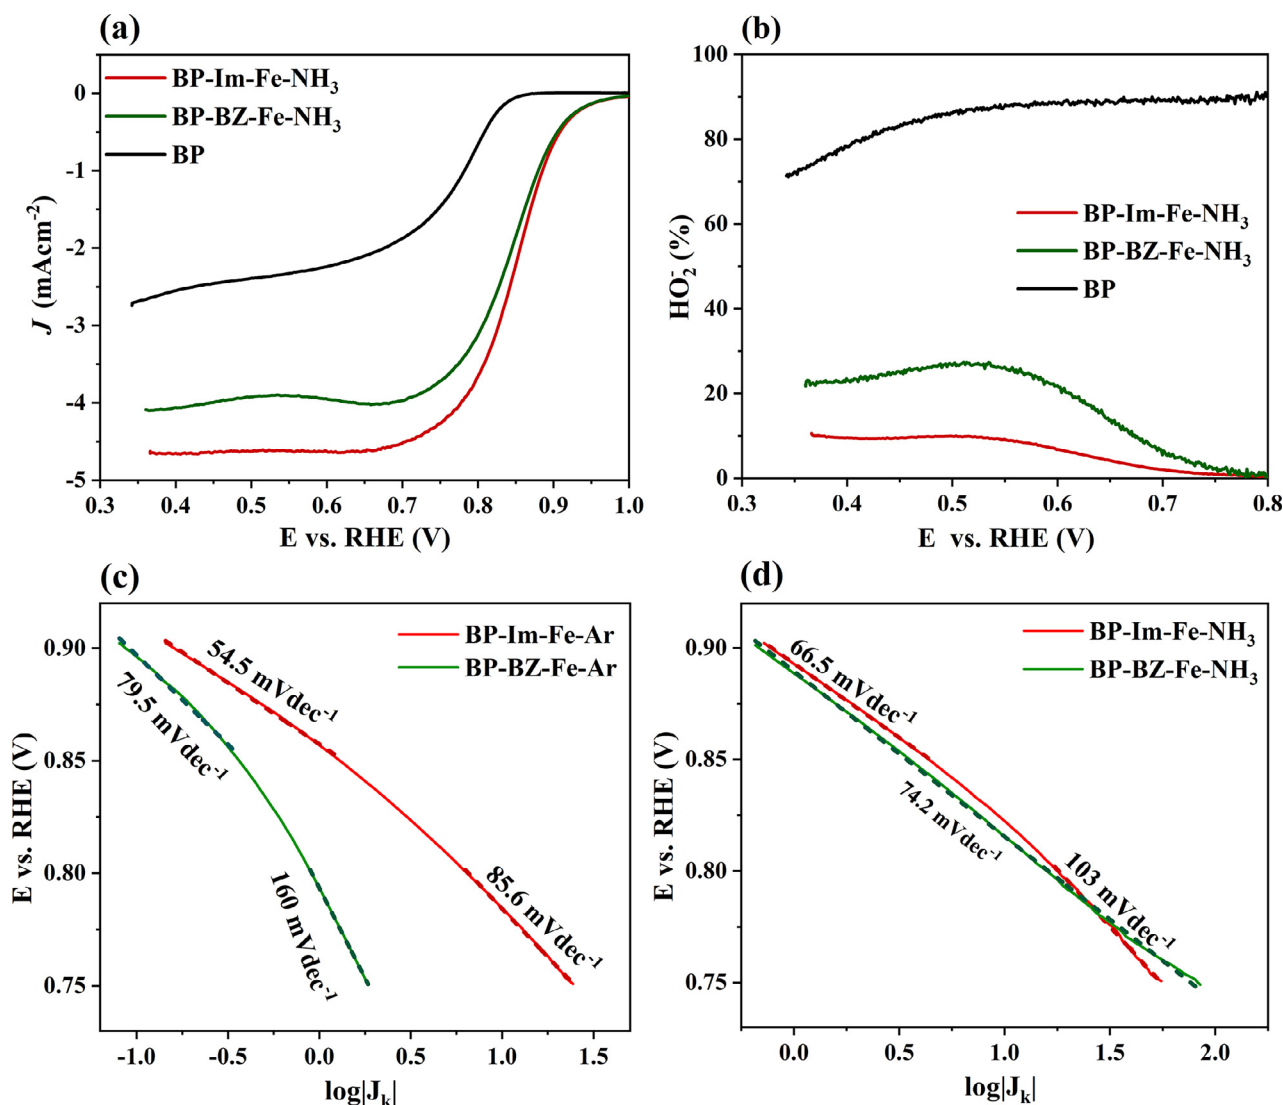 (a)
BP-Im-Fe-NH₃
BP-BZ-Fe-NH₃
BP
J (mAcm⁻²)
0
-1
-2
-3
-4
-5
0.3 0.4 0.5 0.6 0.7 0.8 0.9 1.0
E vs. RHE (V)
(b)
HO₂⁻ (%)
100
80
60
40
20
0
BP-Im-Fe-NH₃
BP-BZ-Fe-NH₃
BP
0.3 0.4 0.5 0.6 0.7 0.8
E vs. RHE (V)
(c)
BP-Im-Fe-Ar
BP-BZ-Fe-Ar
E vs. RHE (V)
0.90
0.85
0.80
0.75
54.5 mVdec⁻¹
79.5 mVdec⁻¹
160 mVdec⁻¹
85.6 mVdec⁻¹
-1.0 -0.5 0.0 0.5 1.0 1.5
log|Jₖ|
(d)
BP-Im-Fe-NH₃
BP-BZ-Fe-NH₃
E vs. RHE (V)
0.90
0.85
0.80
0.75
66.5 mVdec⁻¹
74.2 mVdec⁻¹
103 mVdec⁻¹
0.0 0.5 1.0 1.5 2.0
log|Jₖ|